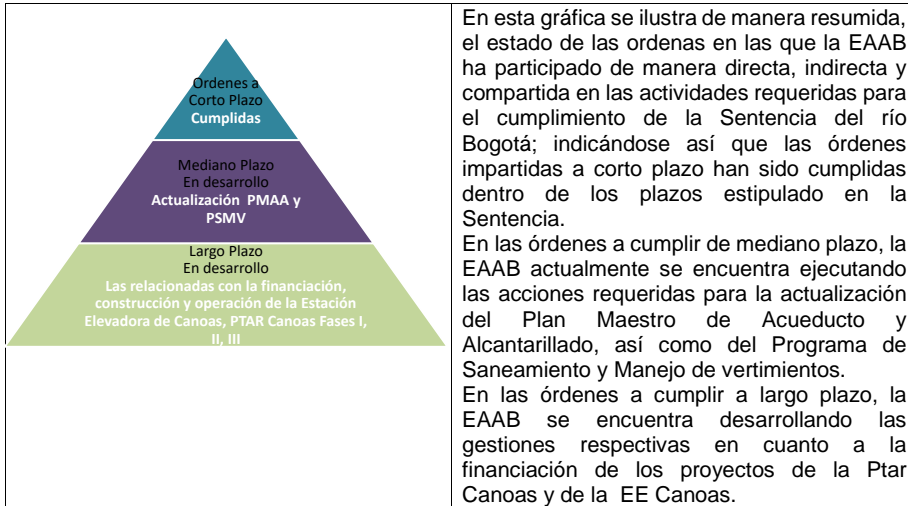 Ordenes a
Corto Plazo
Cumplidas
Mediano Plazo
En desarrollo
Actualización PMAA y
PSMV
Largo Plazo
En desarrollo
Las relacionadas con la financiación,
construcción y operación de la Estación
Elevadora de Canoas, PTAR Canoas Fases I,
II, III
En esta gráfica se ilustra de manera resumida,
el estado de las ordenas en las que la EAAB
ha participado de manera directa, indirecta y
compartida en las actividades requeridas para
el cumplimiento de la Sentencia del río
Bogotá; indicándose así que las órdenes
impartidas a corto plazo han sido cumplidas
dentro de los plazos estipulado en la
Sentencia.
En las órdenes a cumplir de mediano plazo, la
EAAB actualmente se encuentra ejecutando
las acciones requeridas para la actualización
del Plan Maestro de Acueducto y
Alcantarillado, así como del Programa de
Saneamiento y Manejo de vertimientos.
En las órdenes a cumplir a largo plazo, la
EAAB se encuentra desarrollando las
gestiones respectivas en cuanto a la
financiación de los proyectos de la Ptar
Canoas y de la EE Canoas.